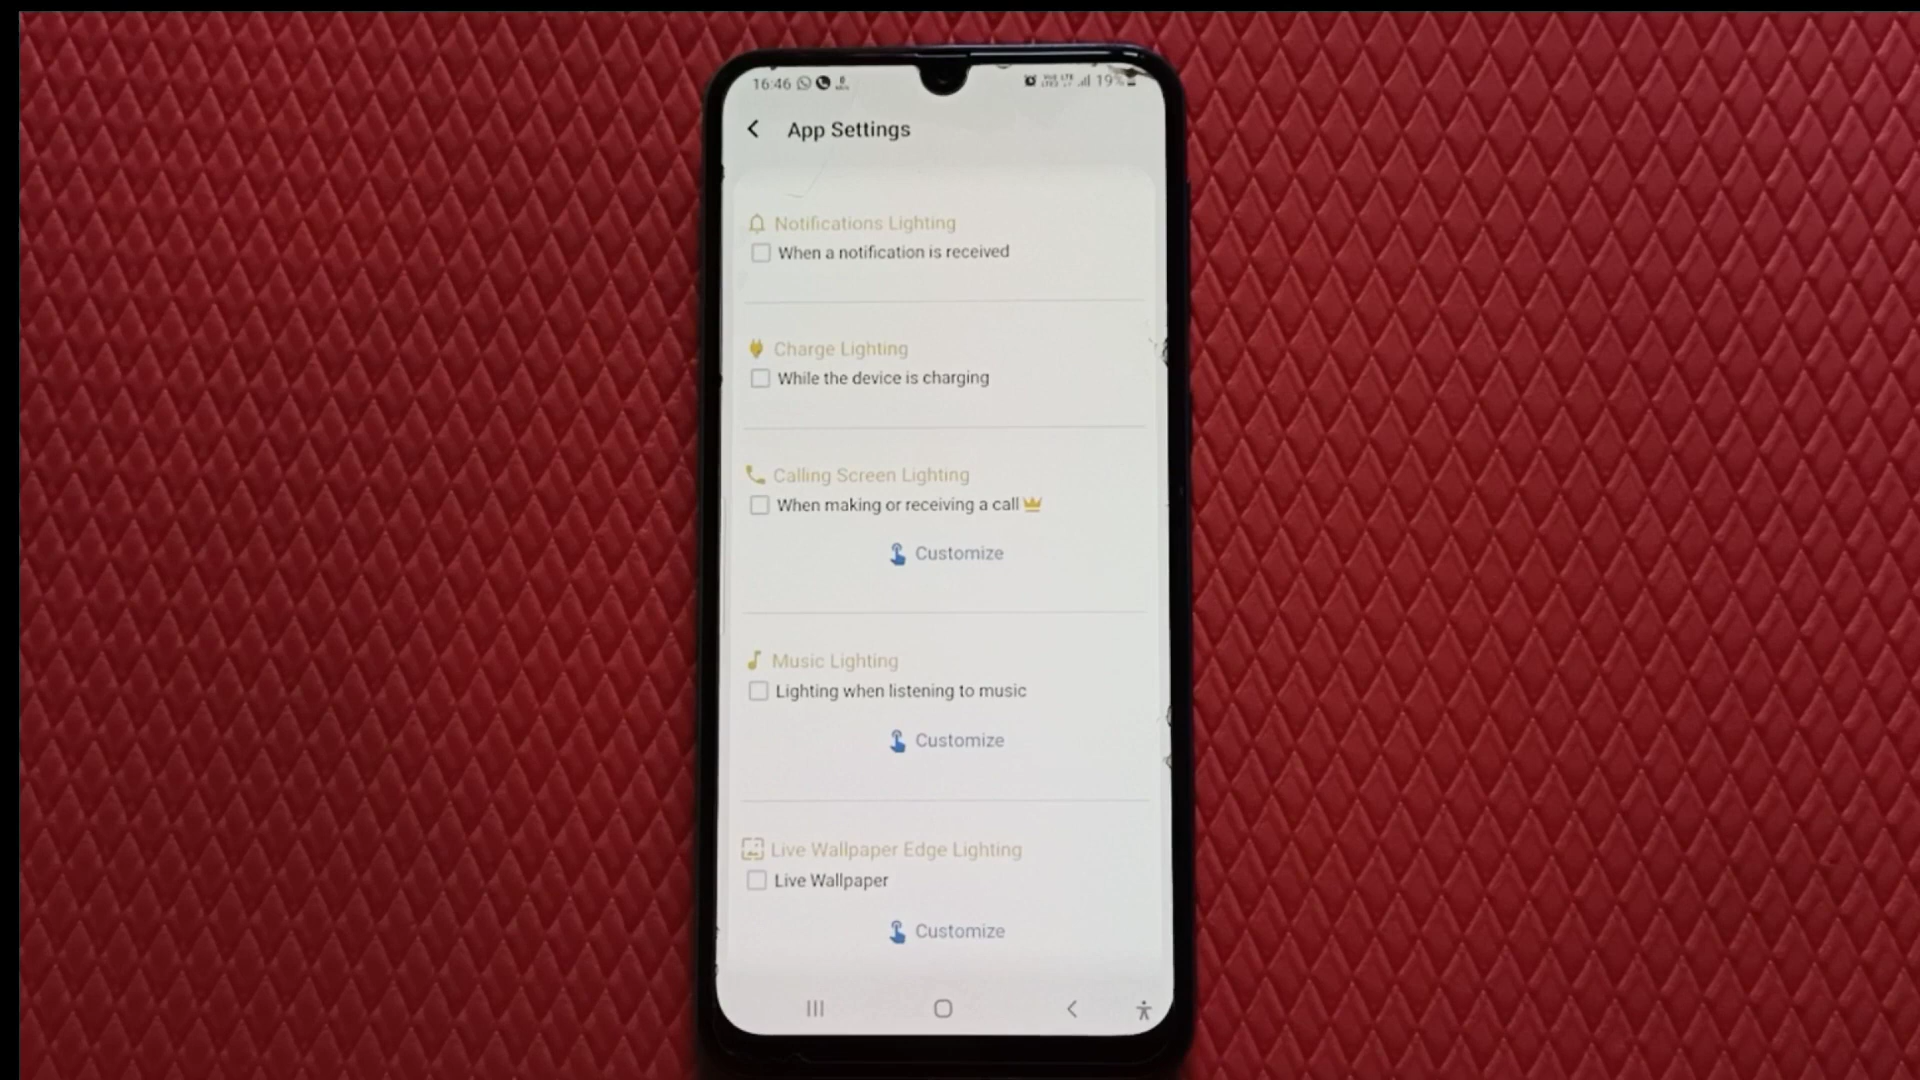 16:46 19%
App Settings
Notifications Lighting
When a notification is received
Charge Lighting
While the device is charging
Calling Screen Lighting
When making or receiving a call
Customize
Music Lighting
Lighting when listening to music
Customize
Live Wallpaper Edge Lighting
Live Wallpaper
Customize